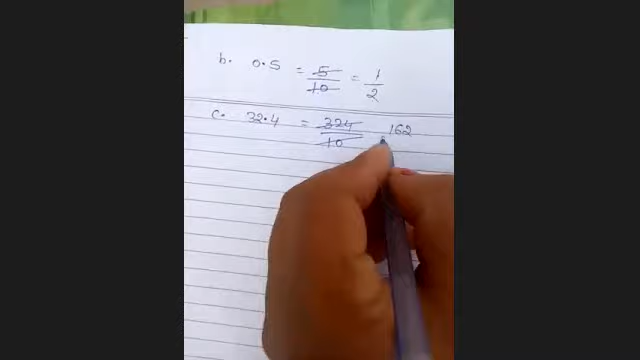 b. 0.5 = 5/10 = 1/2
c. 32.4 = 324/10 162